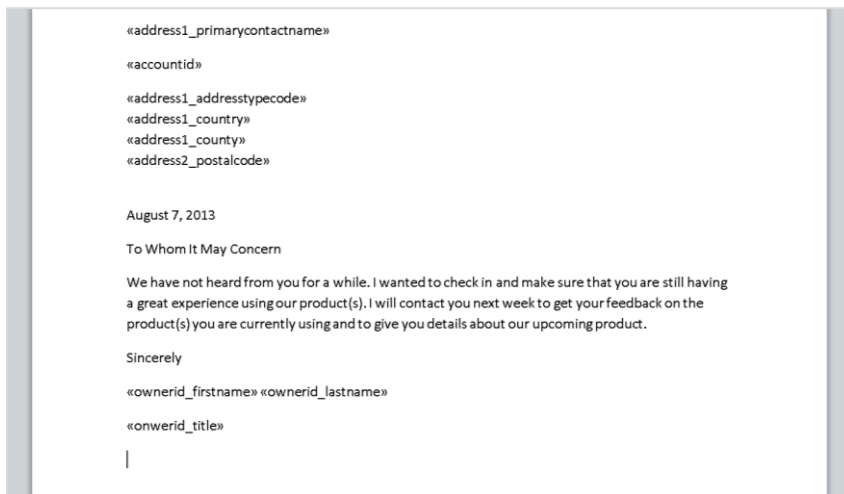 «address1_primarycontactname»
«accountid»
«address1_addresstypecode»
«address1_country»
«address1_county»
«address2_postalcode»
August 7, 2013
To Whom It May Concern
We have not heard from you for a while. I wanted to check in and make sure that you are still having
a great experience using our product(s). I will contact you next week to get your feedback on the
product(s) you are currently using and to give you details about our upcoming product.
Sincerely
«ownerid_firstname» «ownerid_lastname»
«onwerid_title»